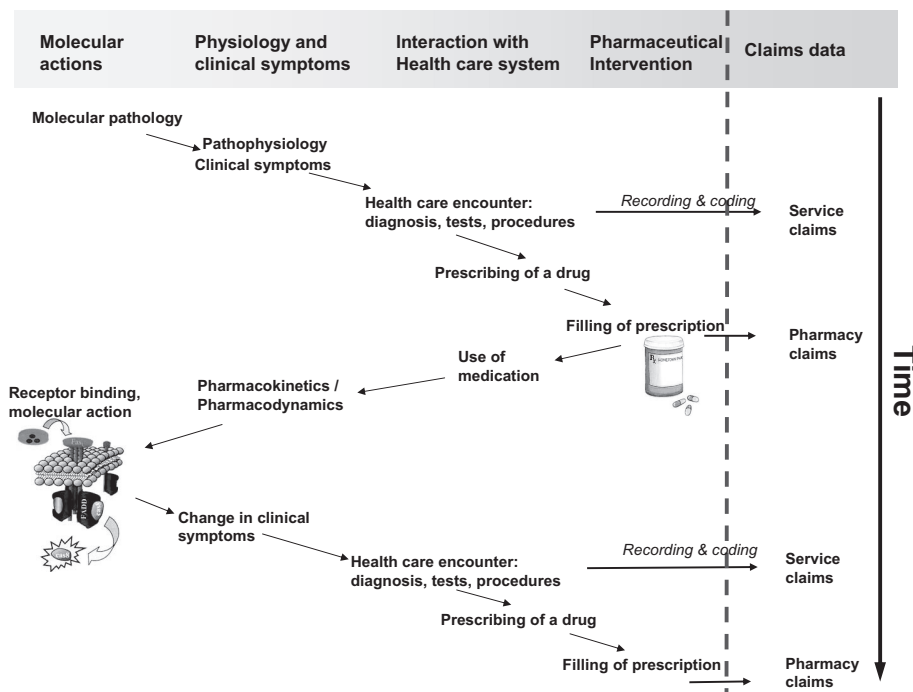 Molecular
actions
Physiology and
clinical symptoms
Interaction with
Health care system
Pharmaceutical
Intervention
Claims data
Molecular pathology
Pathophysiology
Clinical symptoms
Health care encounter:
diagnosis, tests, procedures
Recording & coding
Service
claims
Prescribing of a drug
Filling of prescription
Pharmacy
claims
Use of
medication
Pharmacokinetics /
Pharmacodynamics
Receptor binding,
molecular action
FADD
Change in clinical
symptoms
Health care encounter:
diagnosis, tests, procedures
Recording & coding
Service
claims
Prescribing of a drug
Filling of prescription
Pharmacy
claims
Time